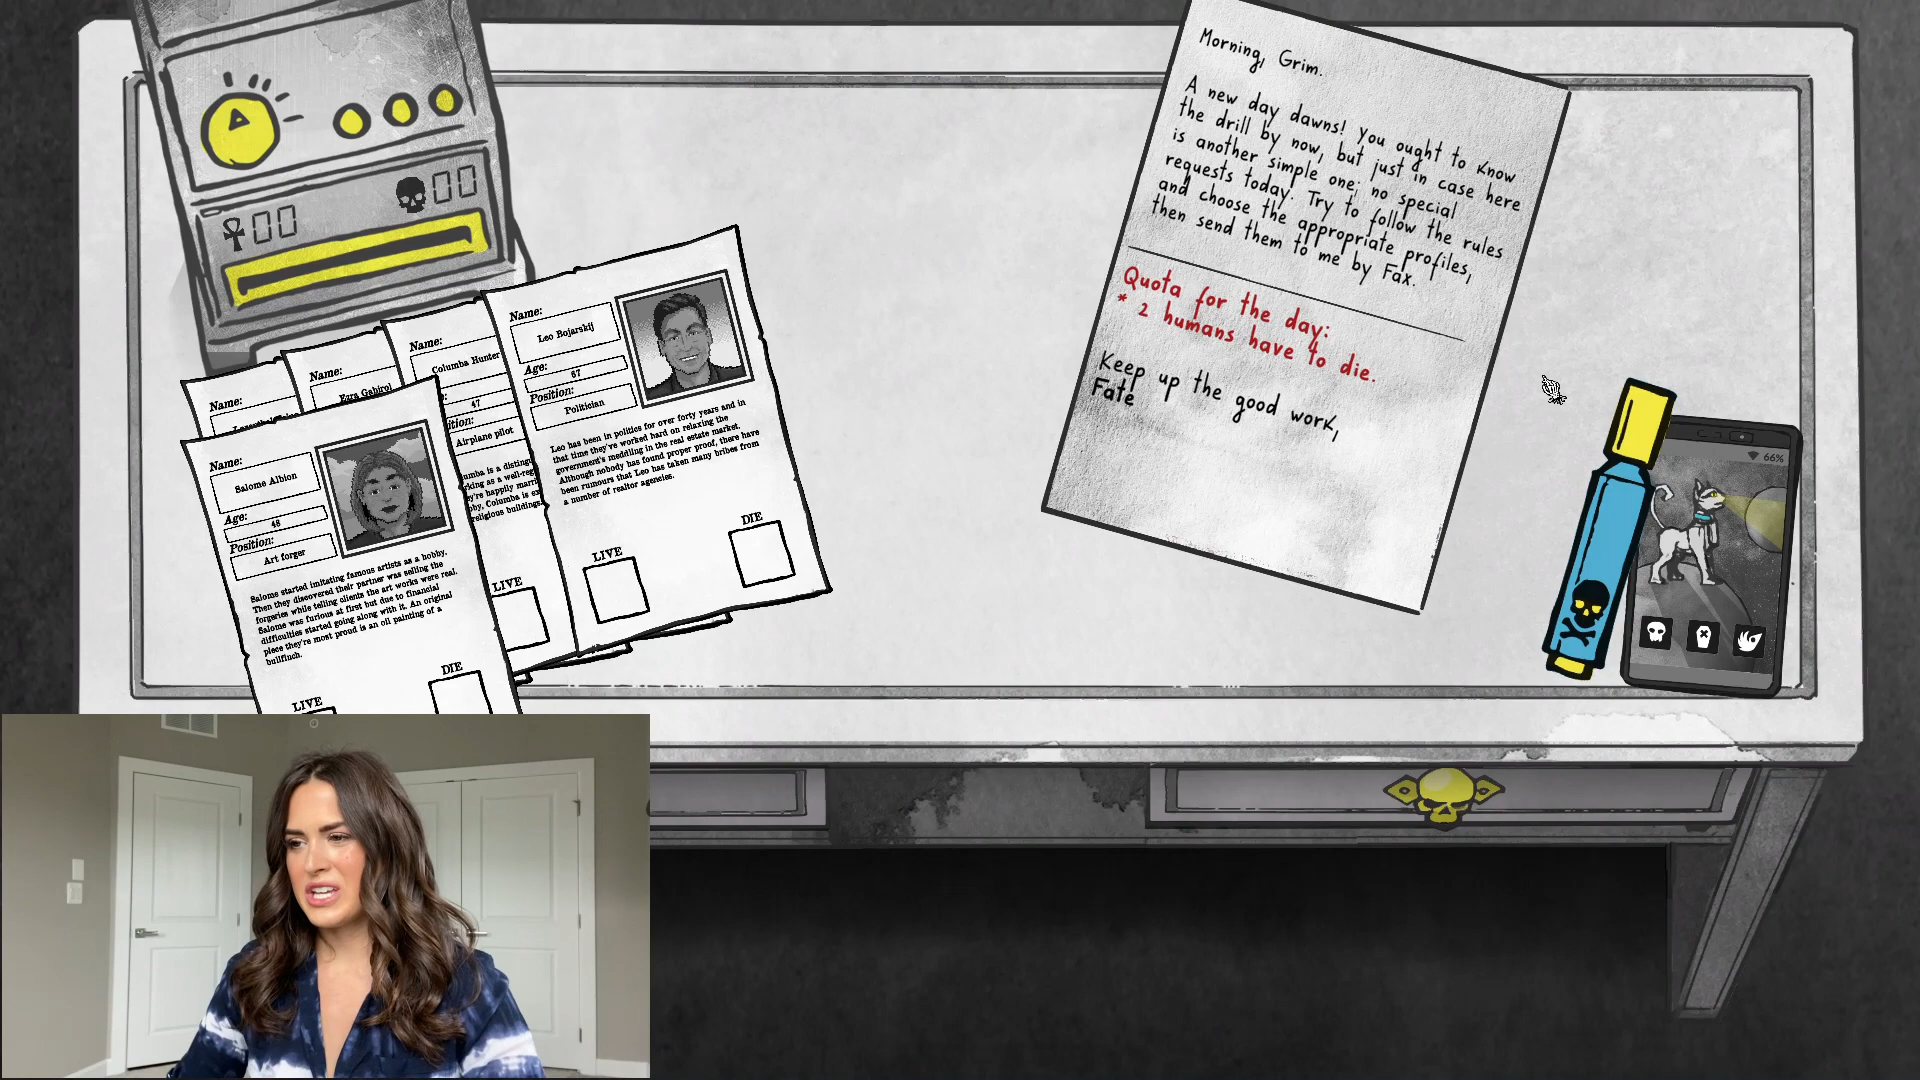 Morning, Grim.
A new day dawns! You ought to know
the drill by now, but just in case here
is another simple one; no special
requests today. Try to follow the rules
and choose the appropriate profiles,
then send them to me by Fax.
Quota for the day:
* 2 humans have to die.
Keep up the good work,
Fate
00
00
66%
Name:
Name:
Ezra Gabirol
Name:
Columba Hunter
47
Airplane pilot
LIVE
Name:
Leo Bojarskij
Age:
67
Position:
Politician
Leo has been in politics for over forty years and in
that time they've worked hard on relaxing the
government's meddling in the real estate market.
Although nobody has found proper proof, there have
been rumours that Leo has taken many bribes from
a number of realtor agencies.
LIVE
DIE
Name:
Salome Albion
Age:
48
Position:
Art forger
Salome started imitating famous artists as a hobby.
Then they discovered their partner was selling the
forgeries while telling clients the art works were real.
Salome was furious at first but due to financial
difficulties started going along with it. An original
piece they're most proud is an oil painting of a
bullfinch.
LIVE
DIE